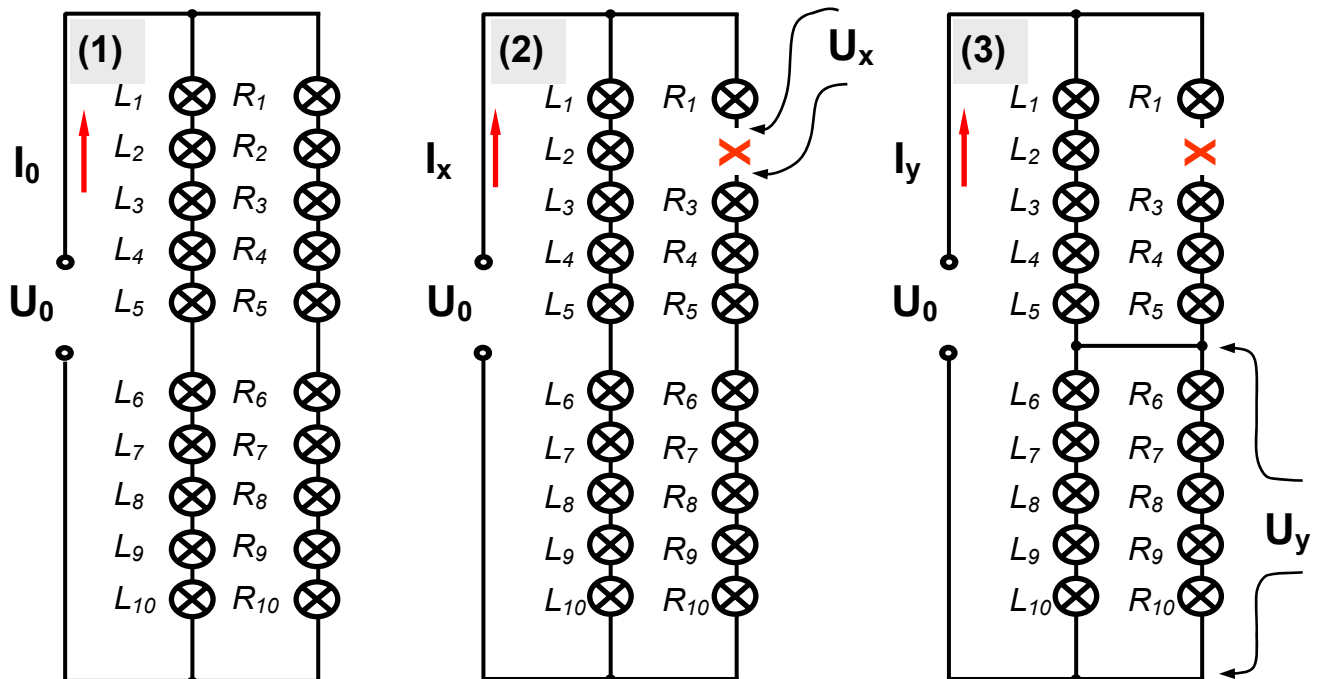 (1)
L1 R1
L2 R2
I0
L3 R3
L4 R4
U0
L5 R5
L6 R6
L7 R7
L8 R8
L9 R9
L10 R10
(2)
Ux
L1 R1
L2
Ix
L3 R3
L4 R4
U0
L5 R5
L6 R6
L7 R7
L8 R8
L9 R9
L10 R10
(3)
L1 R1
L2
Iy
L3 R3
L4 R4
U0
L5 R5
L6 R6
L7 R7
L8 R8
L9 R9
Uy
L10 R10